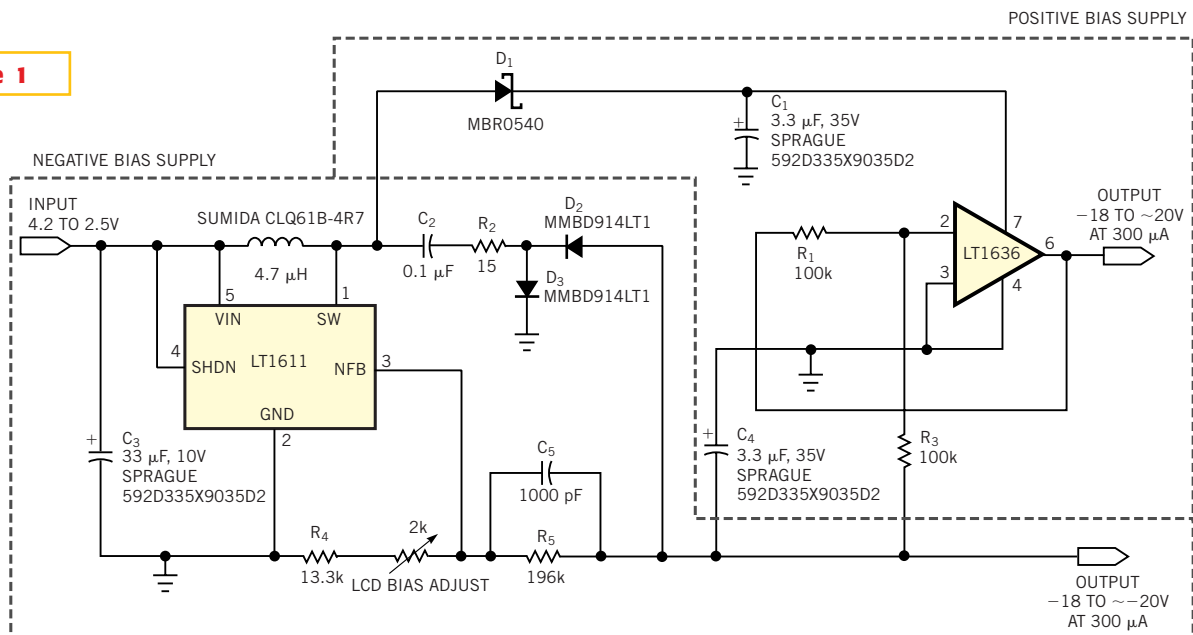 POSITIVE BIAS SUPPLY
e 1
D1
MBR0540
C1
3.3 µF, 35V
SPRAGUE
592D335X9035D2
+
NEGATIVE BIAS SUPPLY
INPUT
4.2 TO 2.5V
SUMIDA CLQ61B-4R7
4.7 µH
C2
0.1 µF
R2
15
D2
MMBD914LT1
D3
MMBD914LT1
R1
100k
2
3
7
6
4
LT1636
OUTPUT
−18 TO ~20V
AT 300 µA
5
1
VIN
SW
4
SHDN
LT1611
NFB
3
GND
2
+
C3
33 µF, 10V
SPRAGUE
592D335X9035D2
C5
1000 pF
+
C4
3.3 µF, 35V
SPRAGUE
592D335X9035D2
R3
100k
R4
13.3k
2k
LCD BIAS ADJUST
R5
196k
OUTPUT
−18 TO ~−20V
AT 300 µA